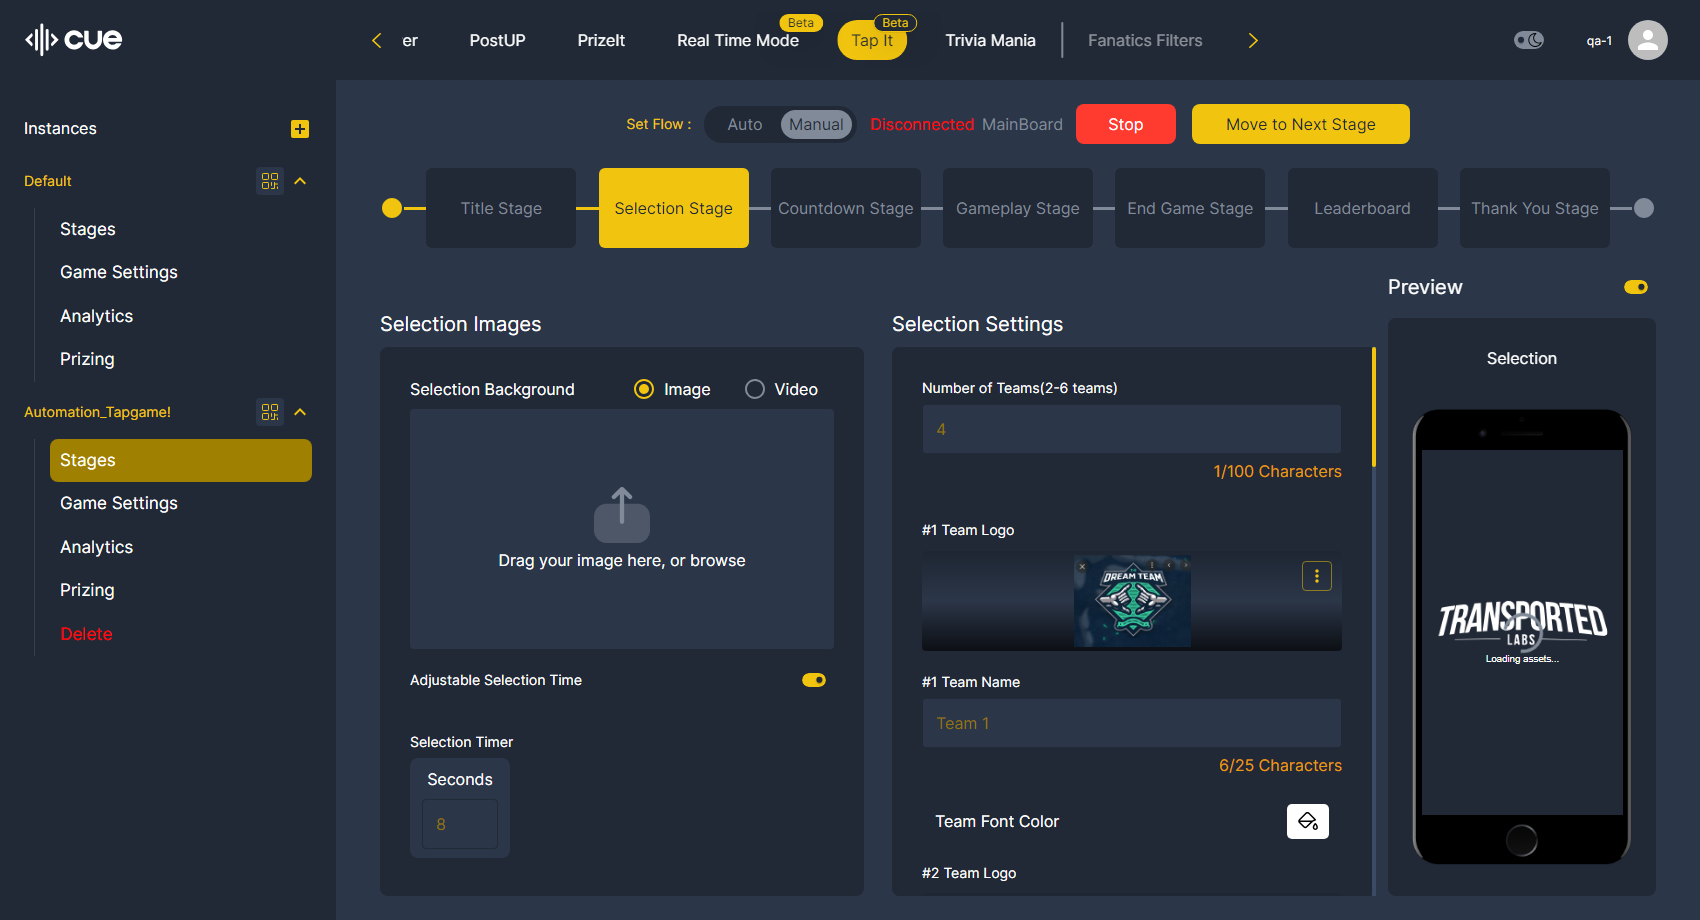 cue
er
PostUP
PrizeIt
Real Time Mode
Beta
Tap It
Beta
Trivia Mania
Fanatics Filters
qa-1
Instances
Default
Stages
Game Settings
Analytics
Prizing
Automation_Tapgame!
Stages
Game Settings
Analytics
Prizing
Delete
Set Flow :
Auto
Manual
Disconnected MainBoard
Stop
Move to Next Stage
Title Stage
Selection Stage
Countdown Stage
Gameplay Stage
End Game Stage
Leaderboard
Thank You Stage
Selection Images
Selection Background
Image
Video
Drag your image here, or browse
Adjustable Selection Time
Selection Timer
Seconds
8
Selection Settings
Number of Teams(2-6 teams)
4
1/100 Characters
#1 Team Logo
DREAM TEAM
#1 Team Name
Team 1
6/25 Characters
Team Font Color
#2 Team Logo
Preview
Selection
TRANSPORTED
LABS
Loading assets...